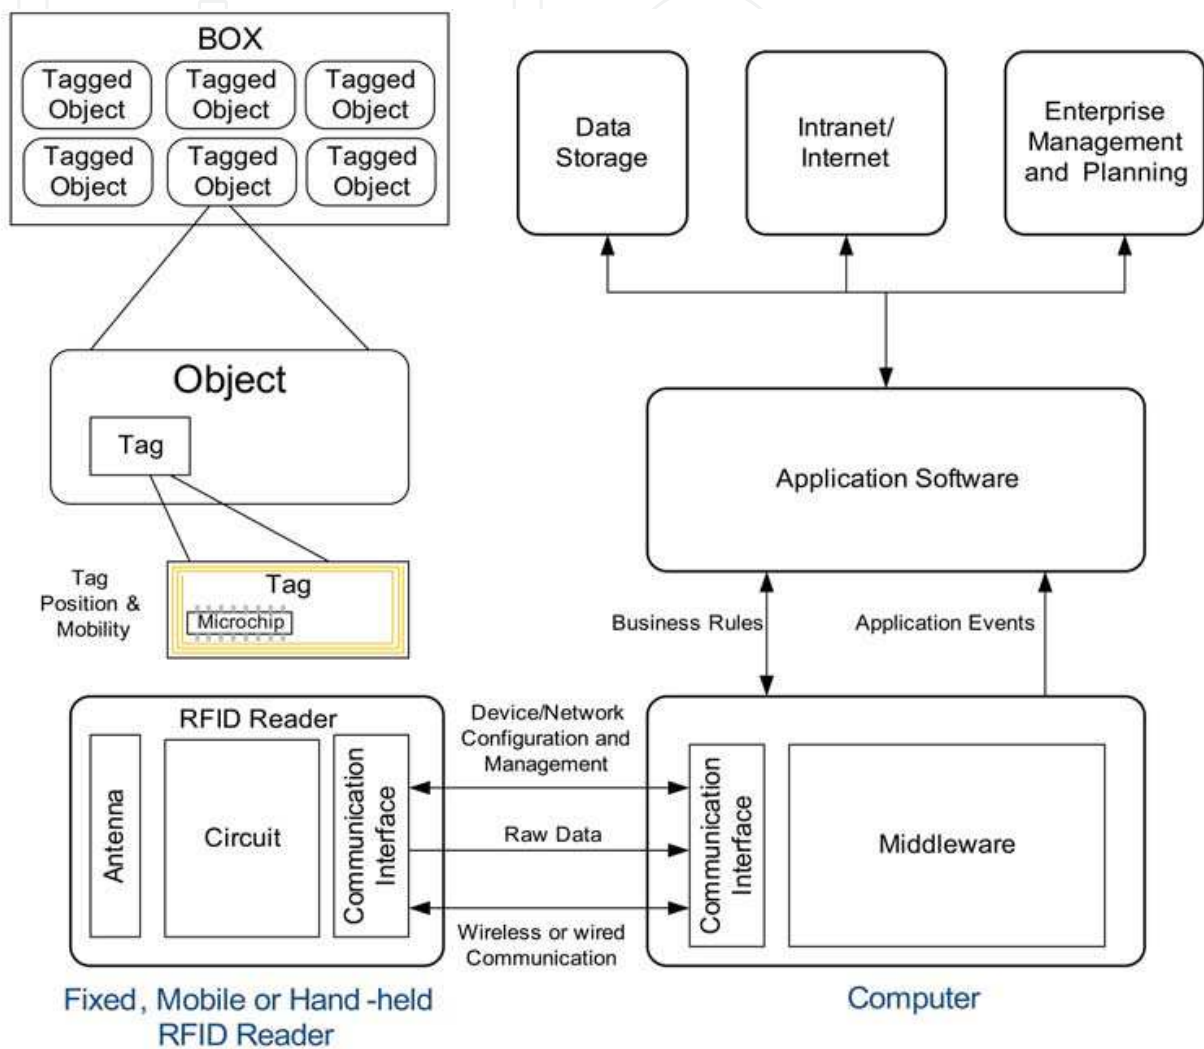 BOX
Tagged
Object
Tagged
Object
Tagged
Object
Tagged
Object
Tagged
Object
Tagged
Object
Object
Tag
Tag
Position &
Mobility
Tag
Microchip
RFID Reader
Antenna
Circuit
Communication
Interface
Fixed, Mobile or Hand -held
RFID Reader
Data
Storage
Intranet/
Internet
Enterprise
Management
and Planning
Application Software
Business Rules
Application Events
Device/Network
Configuration and
Management
Raw Data
Wireless or wired
Communication
Communication
Interface
Middleware
Computer